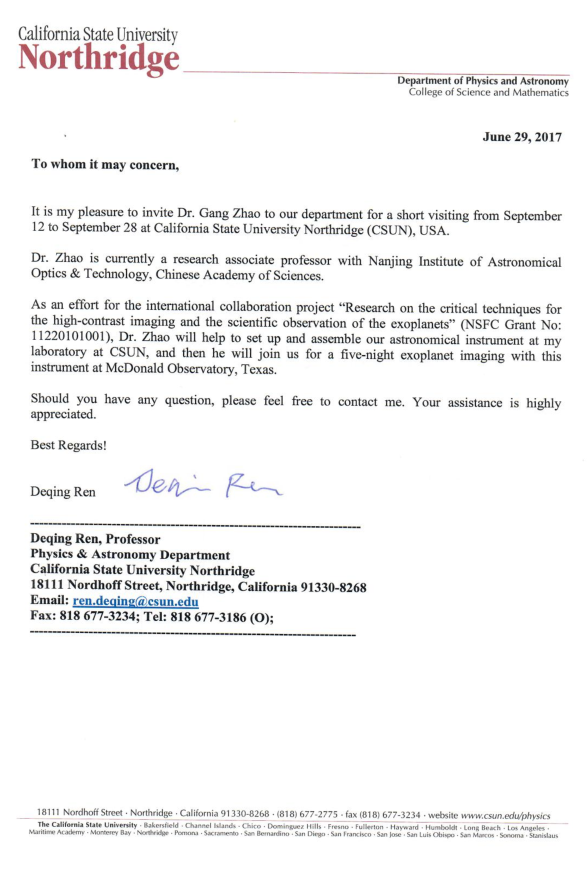 California State University
Northridge
Department of Physics and Astronomy
College of Science and Mathematics
June 29, 2017
To whom it may concern,
It is my pleasure to invite Dr. Gang Zhao to our department for a short visiting from September
12 to September 28 at California State University Northridge (CSUN), USA.
Dr. Zhao is currently a research associate professor with Nanjing Institute of Astronomical
Optics & Technology, Chinese Academy of Sciences.
As an effort for the international collaboration project “Research on the critical techniques for
the high-contrast imaging and the scientific observation of the exoplanets” (NSFC Grant No:
11220101001), Dr. Zhao will help to set up and assemble our astronomical instrument at my
laboratory at CSUN, and then he will join us for a five-night exoplanet imaging with this
instrument at McDonald Observatory, Texas.
Should you have any question, please feel free to contact me. Your assistance is highly
appreciated.
Best Regards!
Deqing Ren Deqin Ren
Deqing Ren, Professor
Physics & Astronomy Department
California State University Northridge
18111 Nordhoff Street, Northridge, California 91330-8268
Email: ren.deqing@csun.edu
Fax: 818 677-3234; Tel: 818 677-3186 (O);
18111 Nordhoff Street · Northridge · California 91330-8268 · (818) 677-2775 · fax (818) 677-3234 · website www.csun.edu/physics
The California State University · Bakersfield · Channel Islands · Chico · Dominguez Hills · Fresno · Fullerton · Hayward · Humboldt · Long Beach · Los Angeles ·
Maritime Academy · Monterey Bay · Northridge · Pomona · Sacramento · San Bernardino · San Diego · San Francisco · San Jose · San Luis Obispo · San Marcos · Sonoma · Stanislaus